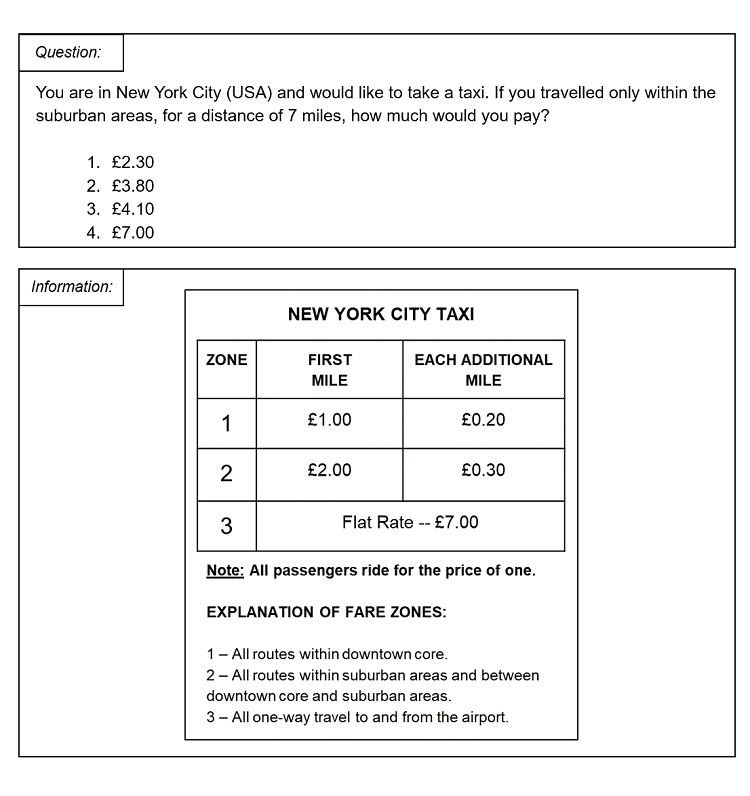 Question:
You are in New York City (USA) and would like to take a taxi. If you travelled only within the
suburban areas, for a distance of 7 miles, how much would you pay?
1. £2.30
2. £3.80
3. £4.10
4. £7.00
Information:
NEW YORK CITY TAXI
ZONE FIRST MILE EACH ADDITIONAL MILE
1 £1.00 £0.20
2 £2.00 £0.30
3 Flat Rate -- £7.00
Note: All passengers ride for the price of one.
EXPLANATION OF FARE ZONES:
1 – All routes within downtown core.
2 – All routes within suburban areas and between
downtown core and suburban areas.
3 – All one-way travel to and from the airport.